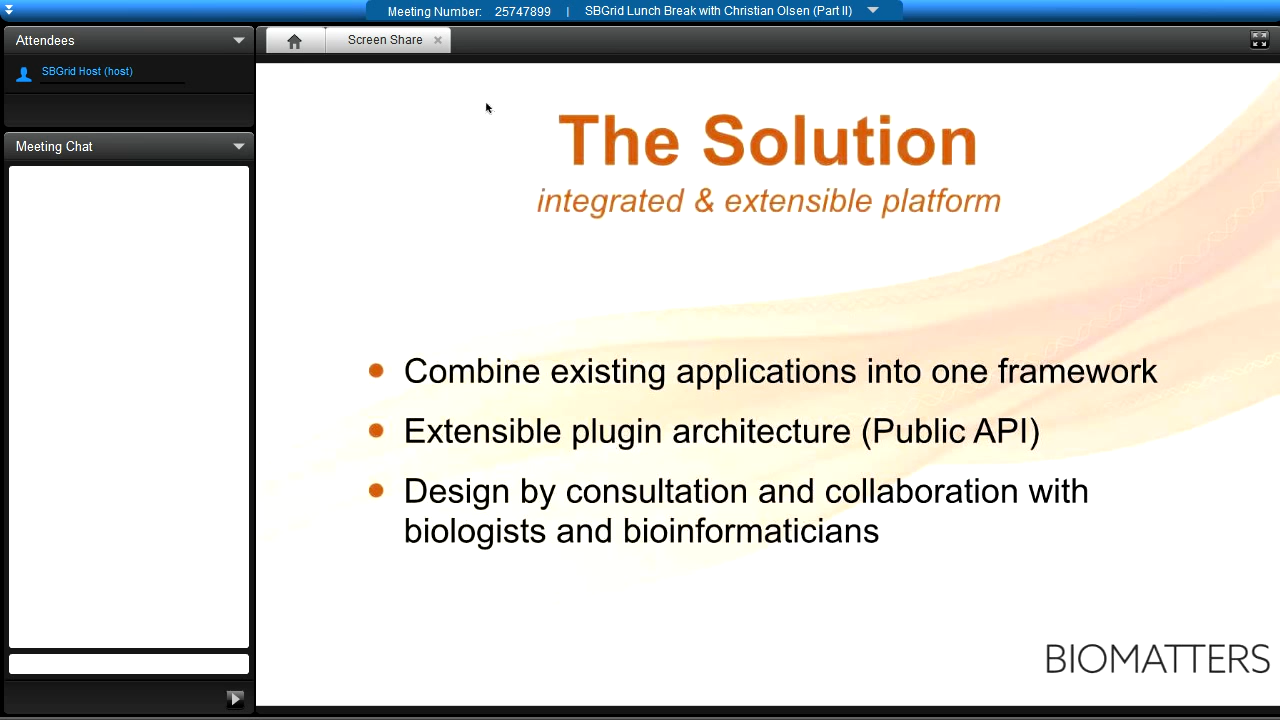 Meeting Number: 25747899 | SBGrid Lunch Break with Christian Olsen (Part II)
Attendees
SBGrid Host (host)
Meeting Chat
Screen Share
The Solution
integrated & extensible platform
Combine existing applications into one framework
Extensible plugin architecture (Public API)
Design by consultation and collaboration with
biologists and bioinformaticians
BIOMATTERS